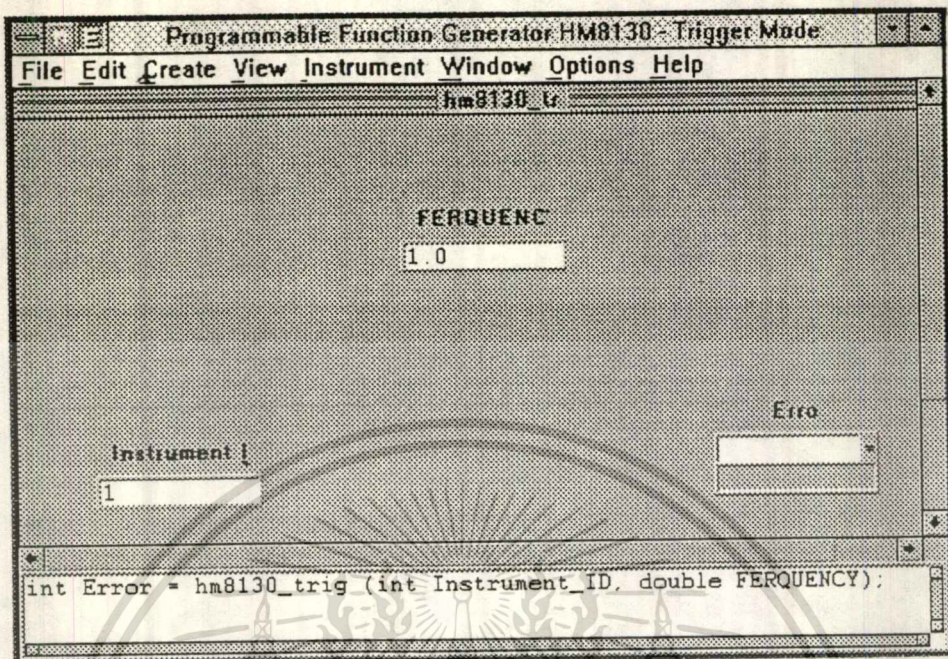 Programmable Function Generator HM8130 - Trigger Mode
File Edit Create View Instrument Window Options Help
hm8130_tr
FERQUENC
1.0
Erro
Instrument I
1
int Error = hm8130_trig (int Instrument_ID, double FERQUENCY);